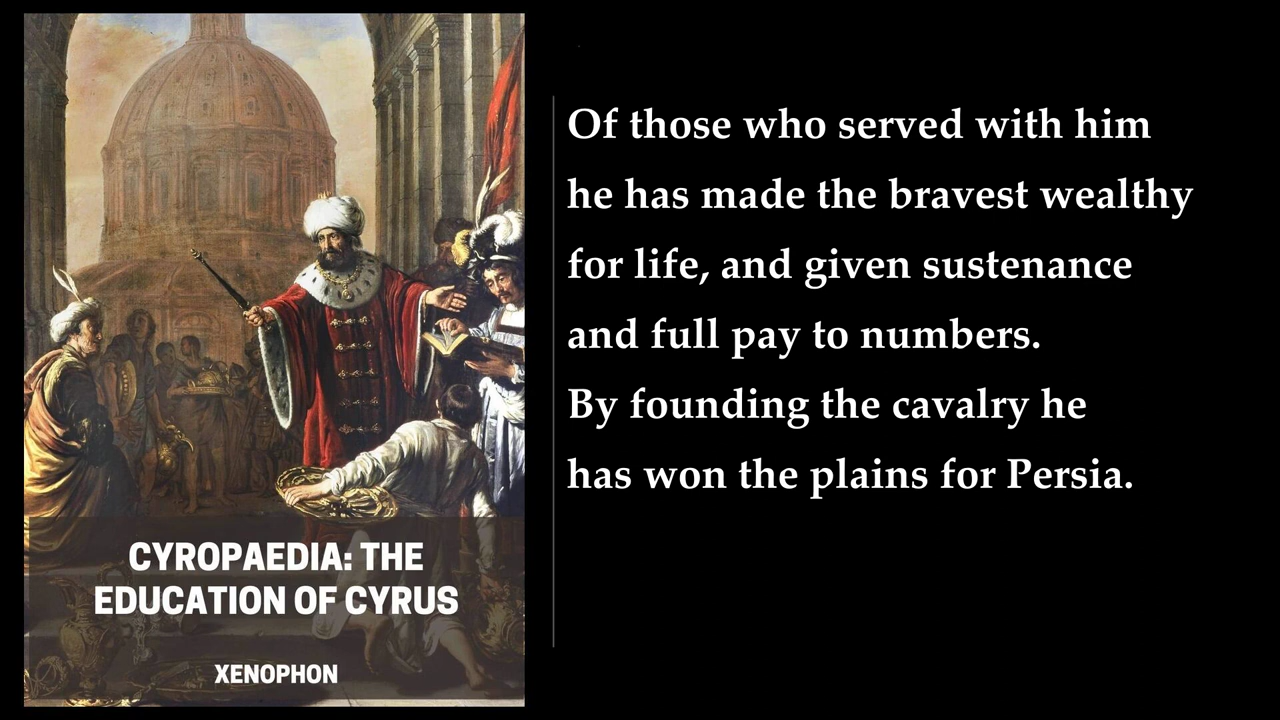 CYROPAEDIA: THE
EDUCATION OF CYRUS
XENOPHON
Of those who served with him
he has made the bravest wealthy
for life, and given sustenance
and full pay to numbers.
By founding the cavalry he
has won the plains for Persia.